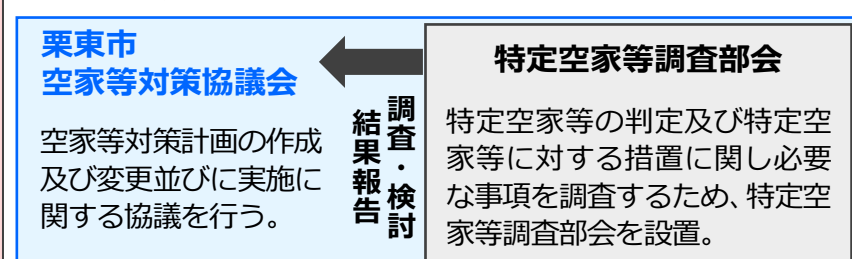 栗東市
空家等対策協議会
空家等対策計画の作成
及び変更並びに実施に
関する協議を行う。
調査・検討
結果報告
特定空家等調査部会
特定空家等の判定及び特定空
家等に対する措置に関し必要
な事項を調査するため、特定空
家等調査部会を設置。